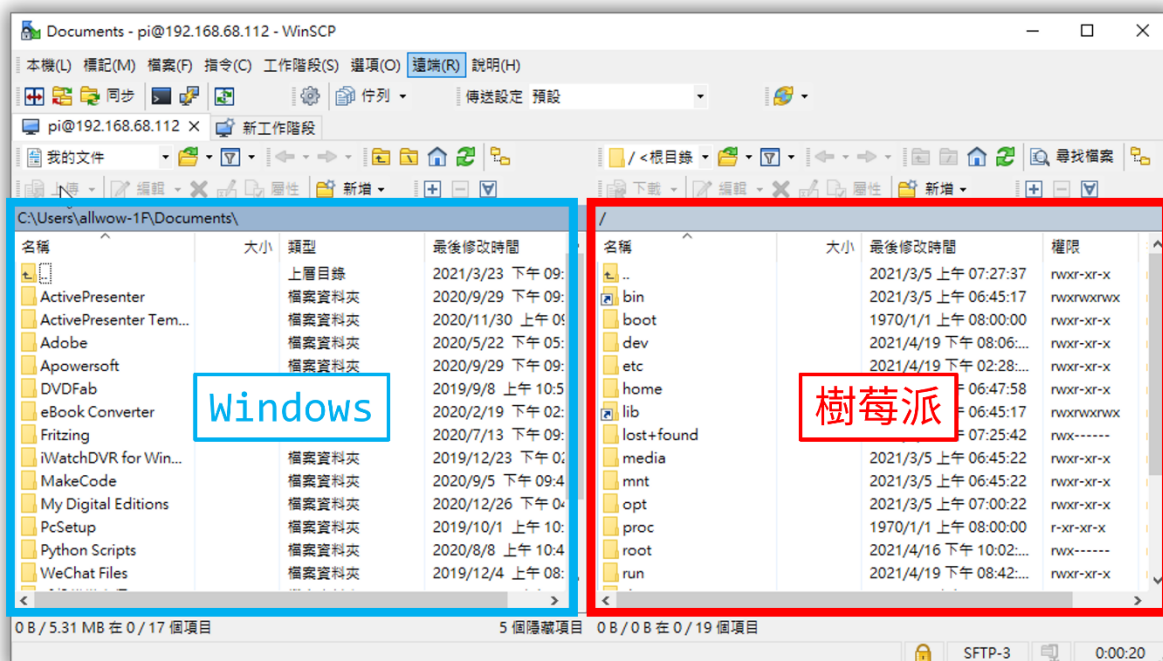 Documents - pi@192.168.68.112 - WinSCP
本機(L) 標記(M) 檔案(F) 指令(C) 工作階段(S) 選項(O) 遠端(R) 說明(H)
同步 佇列 傳送設定 預設
pi@192.168.68.112 新工作階段
我的文件 / <根目錄 尋找檔案
上傳 編輯 屬性 新增 下載 編輯 屬性 新增
C:\Users\allwow-1F\Documents\ /
名稱 大小 類型 最後修改時間 名稱 大小 最後修改時間 權限
.. 上層目錄 2021/3/23 下午 09: .. 2021/3/5 上午 07:27:37 rwxr-xr-x
ActivePresenter 檔案資料夾 2020/9/29 下午 09: bin 2021/3/5 上午 06:45:17 rwxrwxrwx
ActivePresenter Tem... 檔案資料夾 2020/11/30 上午 09 boot 1970/1/1 上午 08:00:00 rwxr-xr-x
Adobe 檔案資料夾 2020/5/22 下午 05: dev 2021/4/19 下午 08:06:... rwxr-xr-x
Apowersoft 檔案資料夾 2020/9/29 下午 09: etc 2021/4/19 下午 02:28:... rwxr-xr-x
DVDFab 2019/9/8 上午 10:5 home 上午 06:47:58 rwxr-xr-x
eBook Converter Windows 2020/2/19 下午 02: lib 樹莓派 上午 06:45:17 rwxrwxrwx
Fritzing 2020/7/13 下午 09: lost+found 上午 07:25:42 rwx------
iWatchDVR for Win... 檔案資料夾 2019/12/23 下午 02 media 2021/3/5 上午 06:45:22 rwxr-xr-x
MakeCode 檔案資料夾 2020/9/5 下午 09:4 mnt 2021/3/5 上午 06:45:22 rwxr-xr-x
My Digital Editions 檔案資料夾 2020/12/26 下午 04 opt 2021/3/5 上午 07:00:22 rwxr-xr-x
PcSetup 檔案資料夾 2019/10/1 上午 10: proc 1970/1/1 上午 08:00:00 r-xr-xr-x
Python Scripts 檔案資料夾 2020/8/8 上午 10:4 root 2021/4/16 下午 10:02:... rwx------
WeChat Files 檔案資料夾 2019/12/4 上午 08: run 2021/4/19 下午 08:42:... rwxr-xr-x
0 B / 5.31 MB 在 0 / 17 個項目 5 個隱藏項目 0 B / 0 B 在 0 / 19 個項目
SFTP-3 0:00:20